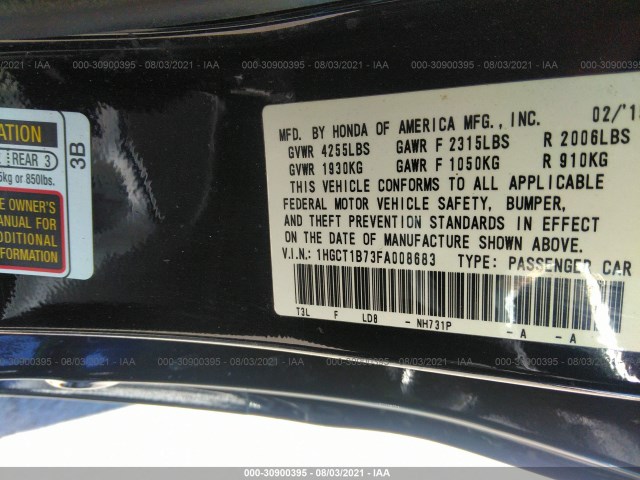 000-30900395 - 08/03/2021 - IAA
000-30900395 - 08/03/2021 - IAA
000-30900395 - 08/03/2021 - IAA
REAR 3
kg or 850lbs.
OWNER'S
MANUAL FOR
ADDITIONAL
INFORMATION
3B
MFD. BY HONDA OF AMERICA MFG., INC.
GVWR 4255LBS GAWR F 2315LBS R 2006LBS
GVWR 1930KG GAWR F 1050KG R 910KG
THIS VEHICLE CONFORMS TO ALL APPLICABLE
FEDERAL MOTOR VEHICLE SAFETY, BUMPER,
AND THEFT PREVENTION STANDARDS IN EFFECT
ON THE DATE OF MANUFACTURE SHOWN ABOVE.
V.I.N.: 1HGCT1B73FA008683 TYPE: PASSENGER CAR
T3L F LD8 - NH731P - A - A
000-30900395 - 08/03/2021 - IAA
000-30900395 - 08/03/2021 - IAA
000-30900395 - 08/03/2021 - IAA
000-30900395 - 08/03/2021 - IAA